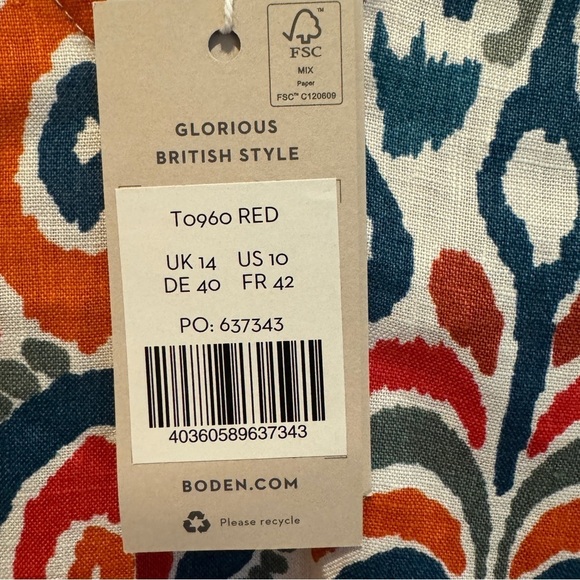 FSC
MIX
Paper
FSC™ C120609
GLORIOUS
BRITISH STYLE
T0960 RED
UK 14 US 10
DE 40 FR 42
PO: 637343
40360589637343
BODEN.COM
Please recycle